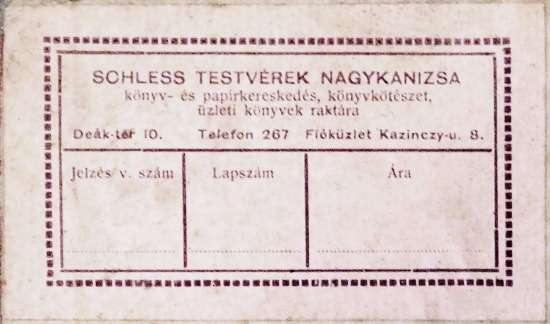 SCHLESS TESTVÉREK NAGYKANIZSA
könyv- és papírkereskedés, könyvkötészet,
üzleti könyvek raktára
Deák-tér 10. Telefon 267 Fióküzlet Kazinczy-u. 8.
Jelzés v. szám Lapszám Ára